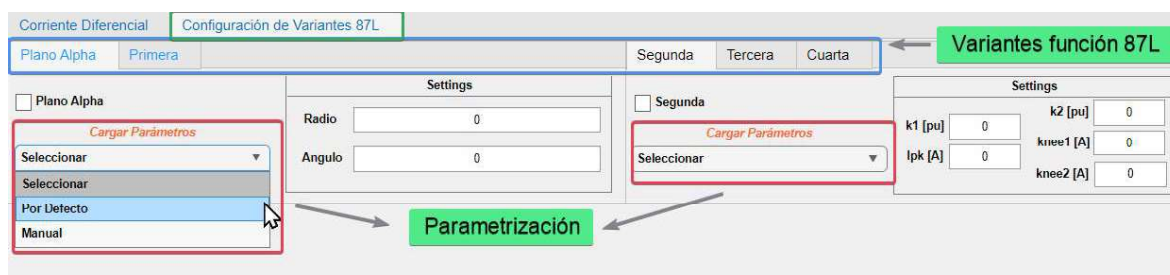 Corriente Diferencial
Configuración de Variantes 87L
Plano Alpha
Primera
Segunda
Tercera
Cuarta
Variantes función 87L
Plano Alpha
Cargar Parámetros
Seleccionar
Seleccionar
Por Defecto
Manual
Settings
Radio
0
Angulo
0
Parametrización
Segunda
Cargar Parámetros
Seleccionar
Settings
k1 [pu]
0
Ipk [A]
0
k2 [pu]
0
knee1 [A]
0
knee2 [A]
0